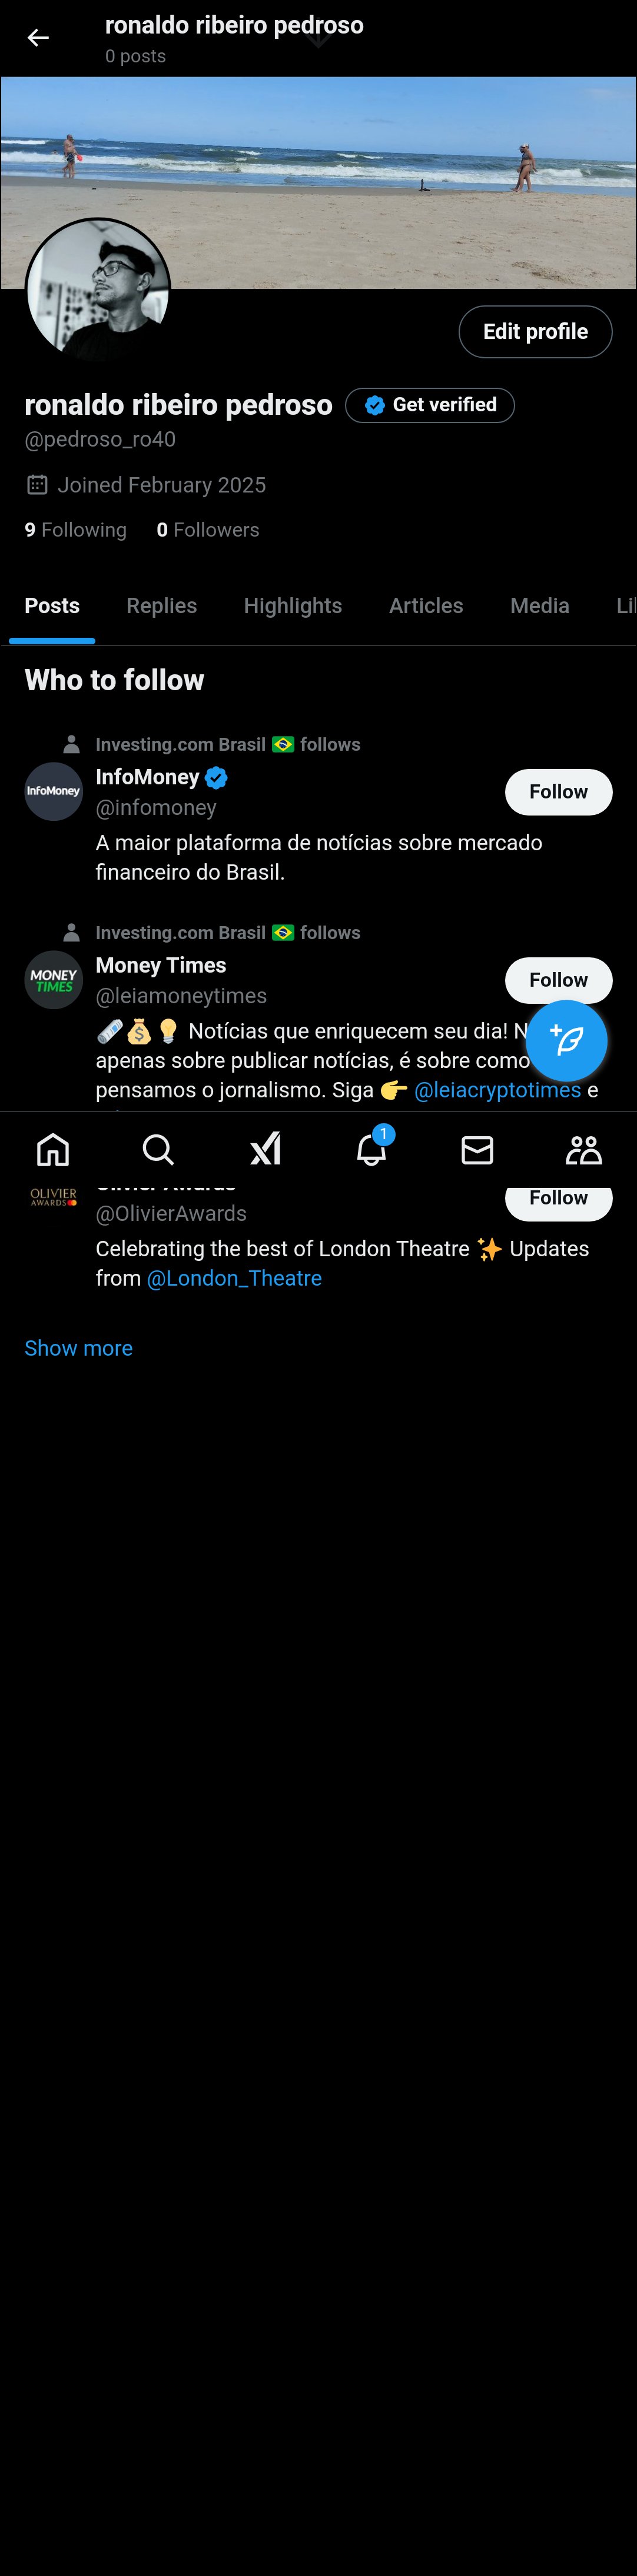 ronaldo ribeiro pedroso
0 posts
Edit profile
ronaldo ribeiro pedroso
Get verified
@pedroso_ro40
Joined February 2025
9 Following 0 Followers
Posts Replies Highlights Articles Media Li
Who to follow
Investing.com Brasil 🇧🇷 follows
InfoMoney
InfoMoney
Follow
@infomoney
A maior plataforma de notícias sobre mercado
financeiro do Brasil.
Investing.com Brasil 🇧🇷 follows
MONEY
TIMES
Money Times
Follow
@leiamoneytimes
🗞️💰💡 Notícias que enriquecem seu dia! N
apenas sobre publicar notícias, é sobre como
pensamos o jornalismo. Siga 👉 @leiacryptotimes e
1
OLIVIER
AWARDS
Olivier Awards
Follow
@OlivierAwards
Celebrating the best of London Theatre ✨ Updates
from @London_Theatre
Show more